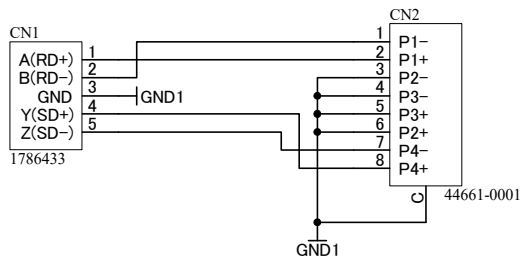 CN1
A(RD+) 1
B(RD-) 2
GND 3
Y(SD+) 4
Z(SD-) 5
1786433
GND1
CN2
1 P1-
2 P1+
3 P2-
4 P3-
5 P3+
6 P2+
7 P4-
8 P4+
C
44661-0001
GND1